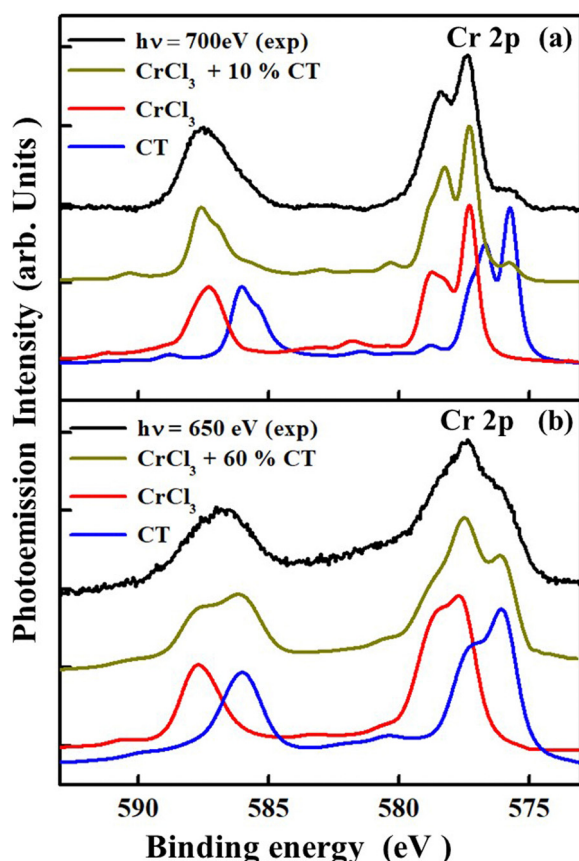 Cr 2p (a)
hν = 700eV (exp)
CrCl₃ + 10 % CT
CrCl₃
CT
Cr 2p (b)
hν = 650 eV (exp)
CrCl₃ + 60 % CT
CrCl₃
CT
Photoemission Intensity (arb. Units )
590 585 580 575
Binding energy (eV)